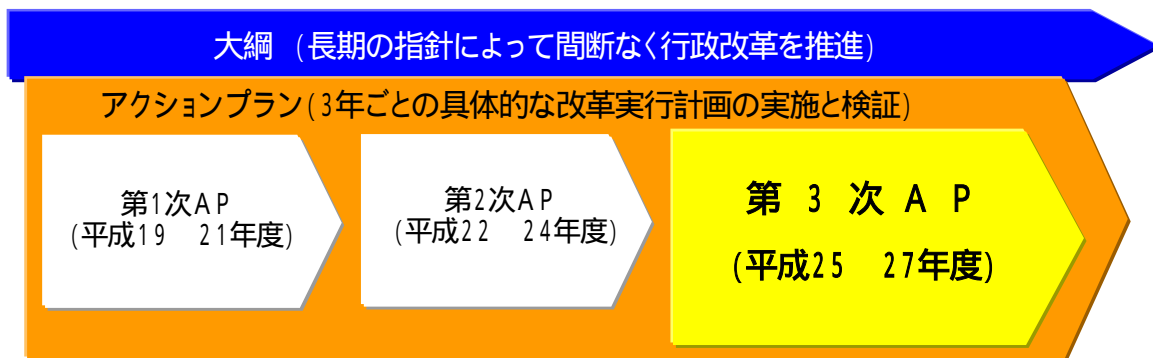 大綱 (長期の指針によって間断なく行政改革を推進)
アクションプラン(3年ごとの具体的な改革実行計画の実施と検証)
第1次AP
(平成19　21年度)
第2次AP
(平成22　24年度)
第 3 次 A P
(平成25　27年度)